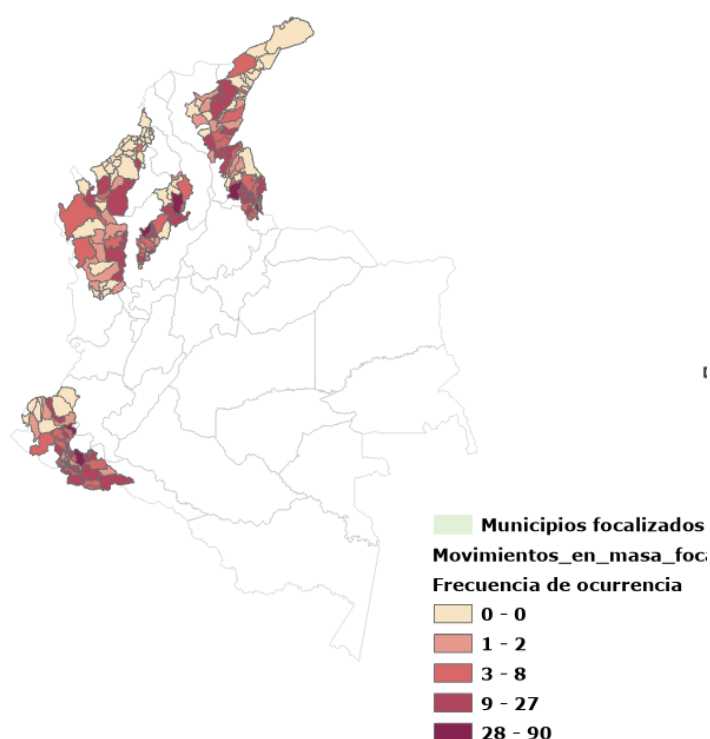 Municipios focalizados
Movimientos_en_masa_foca
Frecuencia de ocurrencia
0 - 0
1 - 2
3 - 8
9 - 27
28 - 90